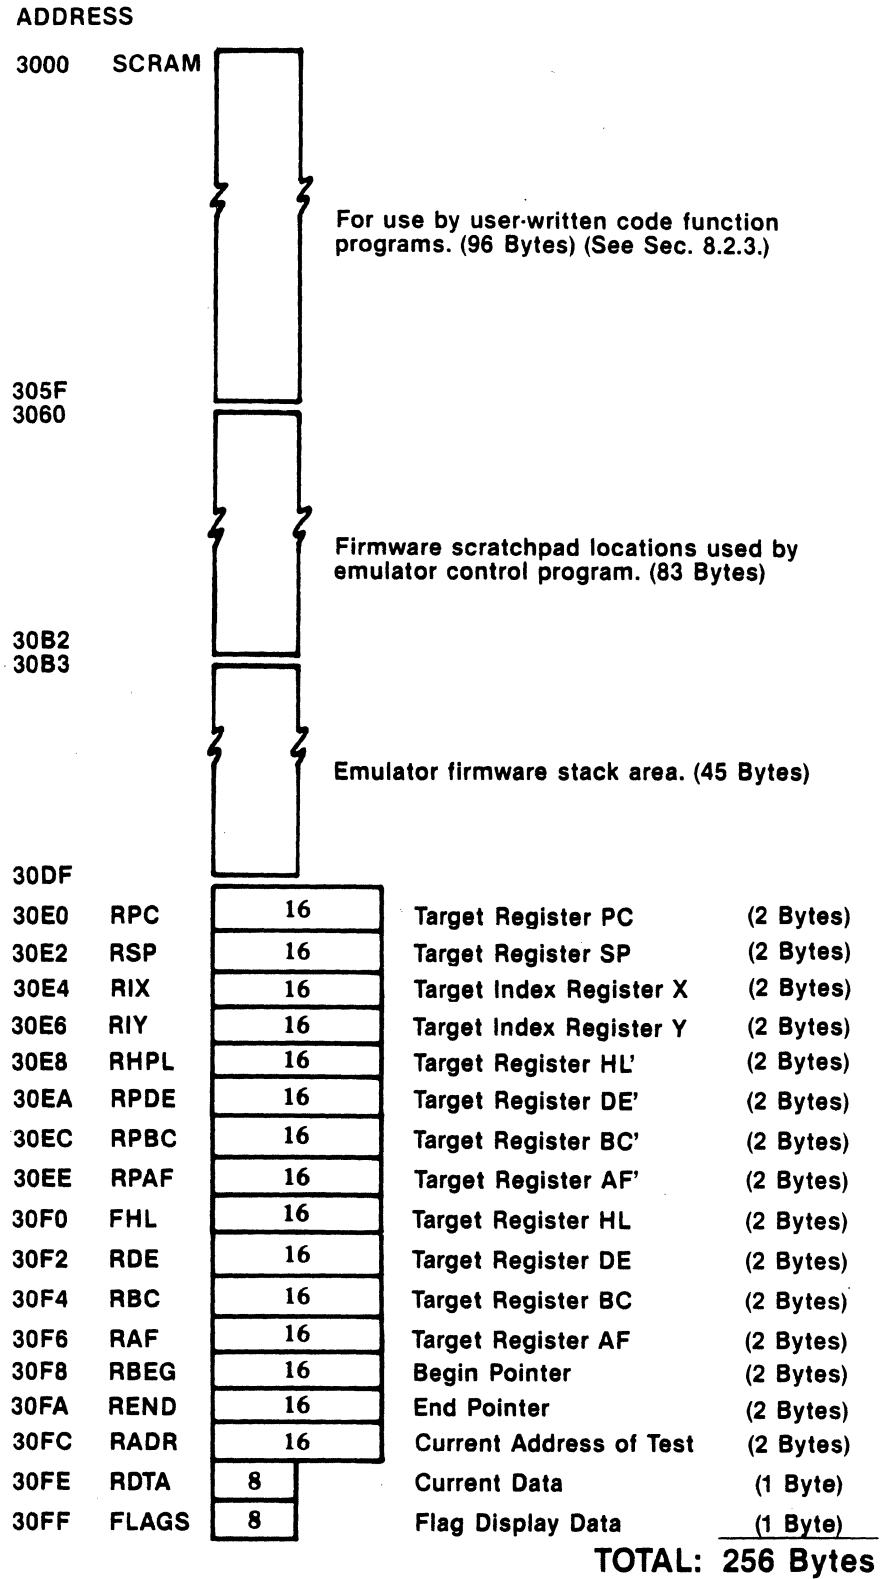 ADDRESS
3000 SCRAM
For use by user-written code function
programs. (96 Bytes) (See Sec. 8.2.3.)
305F
3060
Firmware scratchpad locations used by
emulator control program. (83 Bytes)
30B2
30B3
Emulator firmware stack area. (45 Bytes)
30DF
30E0 RPC 16 Target Register PC (2 Bytes)
30E2 RSP 16 Target Register SP (2 Bytes)
30E4 RIX 16 Target Index Register X (2 Bytes)
30E6 RIY 16 Target Index Register Y (2 Bytes)
30E8 RHPL 16 Target Register HL' (2 Bytes)
30EA RPDE 16 Target Register DE' (2 Bytes)
30EC RPBC 16 Target Register BC' (2 Bytes)
30EE RPAF 16 Target Register AF' (2 Bytes)
30F0 FHL 16 Target Register HL (2 Bytes)
30F2 RDE 16 Target Register DE (2 Bytes)
30F4 RBC 16 Target Register BC (2 Bytes)
30F6 RAF 16 Target Register AF (2 Bytes)
30F8 RBEG 16 Begin Pointer (2 Bytes)
30FA REND 16 End Pointer (2 Bytes)
30FC RADR 16 Current Address of Test (2 Bytes)
30FE RDTA 8 Current Data (1 Byte)
30FF FLAGS 8 Flag Display Data (1 Byte)
TOTAL: 256 Bytes